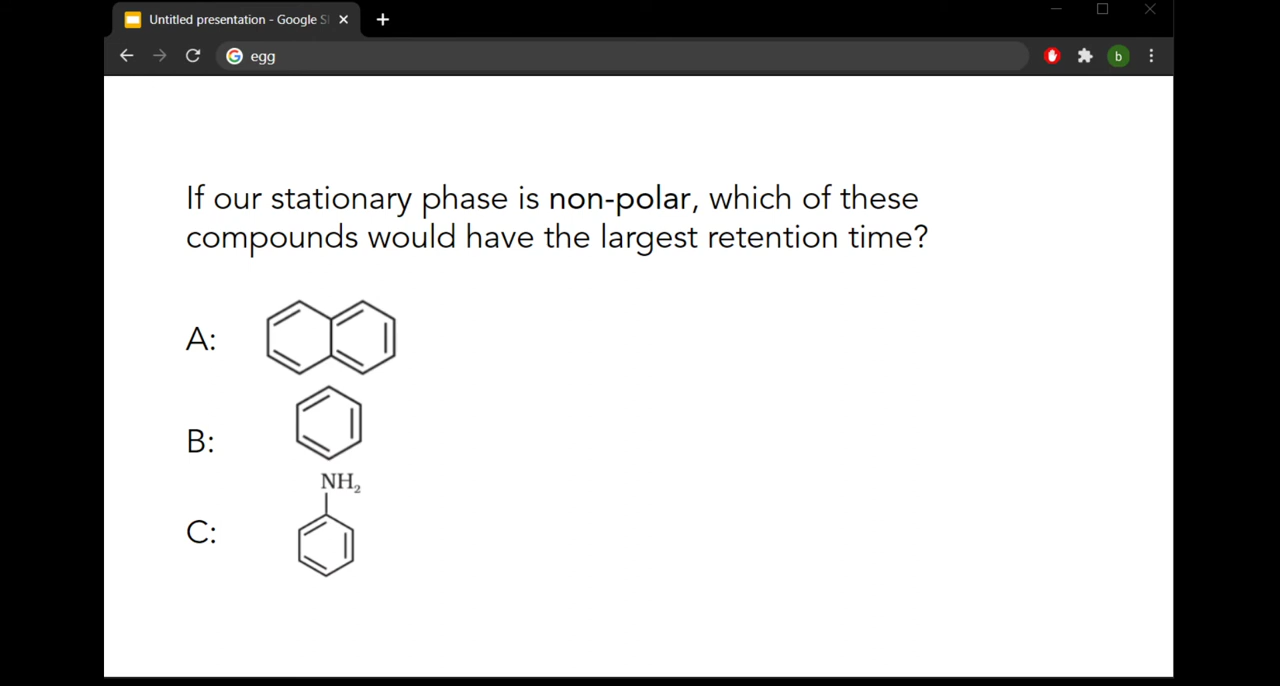 Untitled presentation - Google Sl
egg
b
If our stationary phase is non-polar, which of these
compounds would have the largest retention time?
A:
B:
NH₂
C: